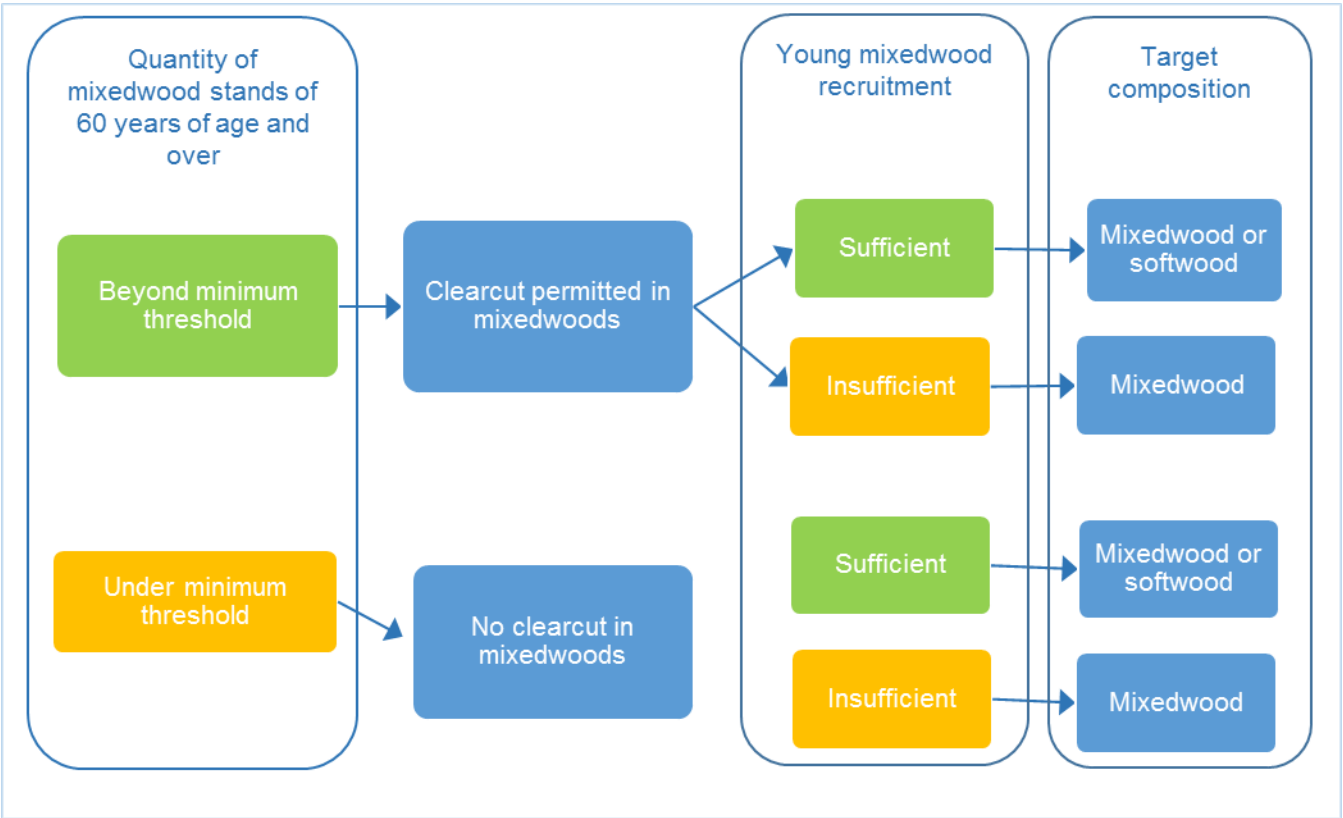 Quantity of
mixedwood stands of
60 years of age and
over
Beyond minimum
threshold
Under minimum
threshold
Clearcut permitted in
mixedwoods
No clearcut in
mixedwoods
Young mixedwood
recruitment
Sufficient
Insufficient
Sufficient
Insufficient
Target
composition
Mixedwood or
softwood
Mixedwood
Mixedwood or
softwood
Mixedwood